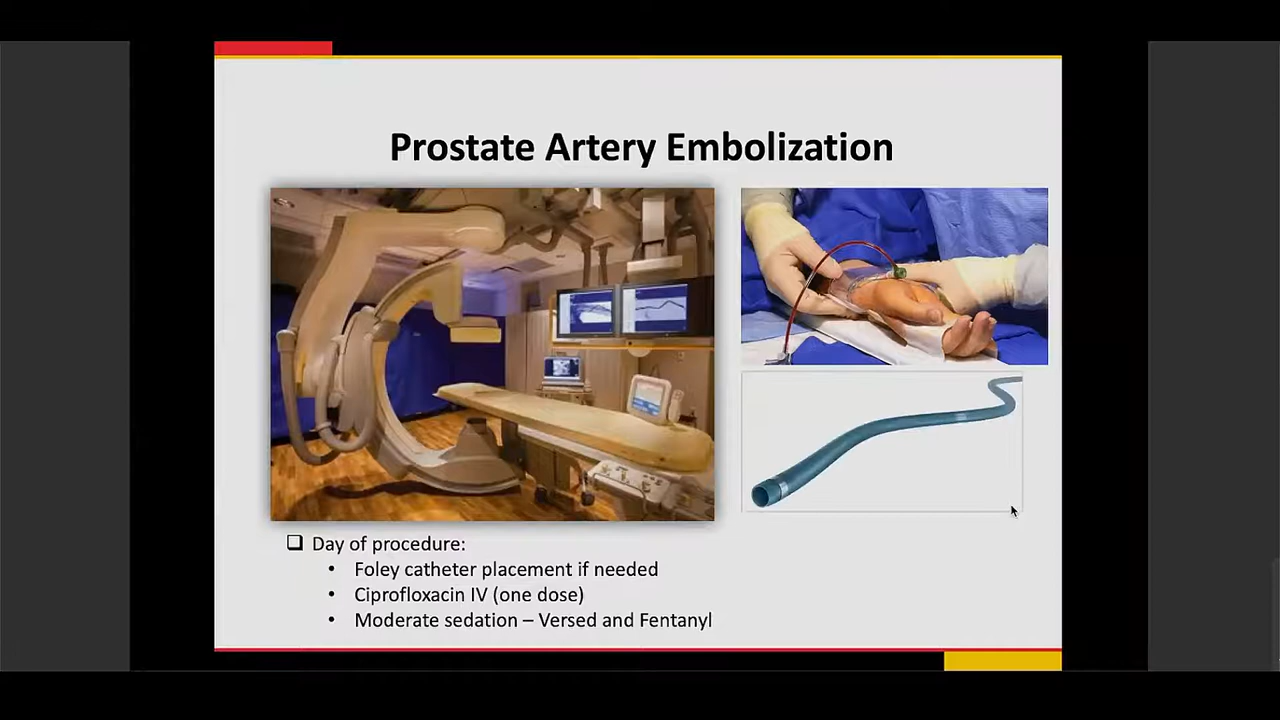 Prostate Artery Embolization
Day of procedure:
Foley catheter placement if needed
Ciprofloxacin IV (one dose)
Moderate sedation – Versed and Fentanyl